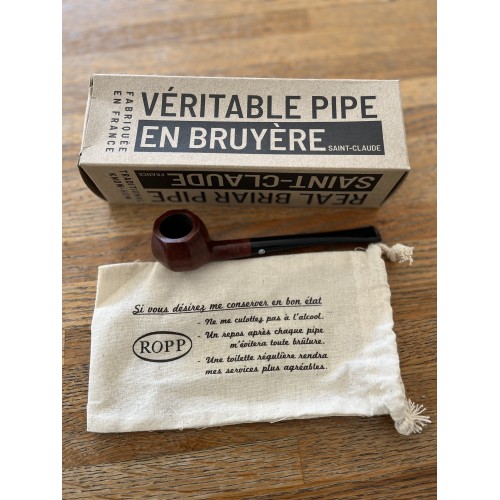 FABRIQUÉE
EN FRANCE
VÉRITABLE PIPE
EN BRUYÈRE
SAINT-CLAUDE
REAL BRIAR PIPE
SAINT-CLAUDE
FRANCE
TRADITIONAL
Si vous désirez me conserver en bon état
- Ne me culottez pas à l'alcool.
- Un repos après chaque pipe
m'évitera toute brûlure.
- Une toilette régulière rendra
mes services plus agréables.
ROPP